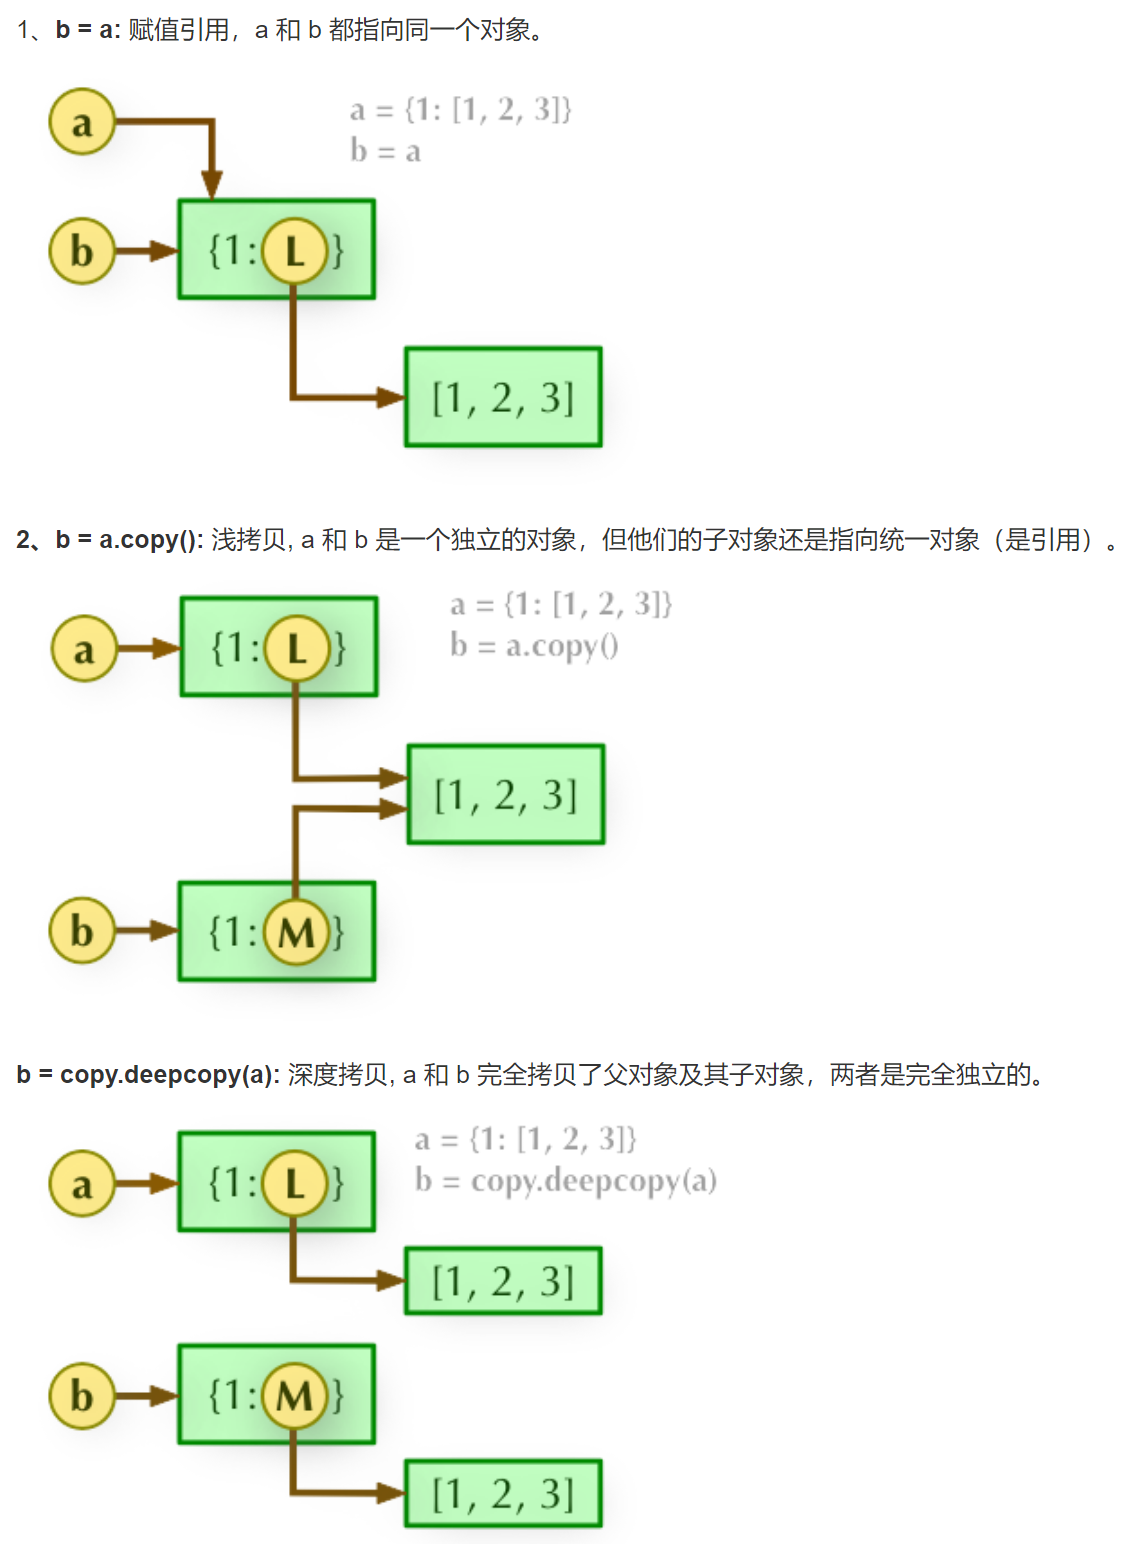 1、b = a: 赋值引用，a 和 b 都指向同一个对象。
a
a = {1: [1, 2, 3]}
b = a
b
{1: L }
[1, 2, 3]
2、b = a.copy(): 浅拷贝, a 和 b 是一个独立的对象，但他们的子对象还是指向统一对象（是引用）。
a = {1: [1, 2, 3]}
b = a.copy()
a
{1: L }
[1, 2, 3]
b
{1: M }
b = copy.deepcopy(a): 深度拷贝, a 和 b 完全拷贝了父对象及其子对象，两者是完全独立的。
a = {1: [1, 2, 3]}
b = copy.deepcopy(a)
a
{1: L }
[1, 2, 3]
b
{1: M }
[1, 2, 3]